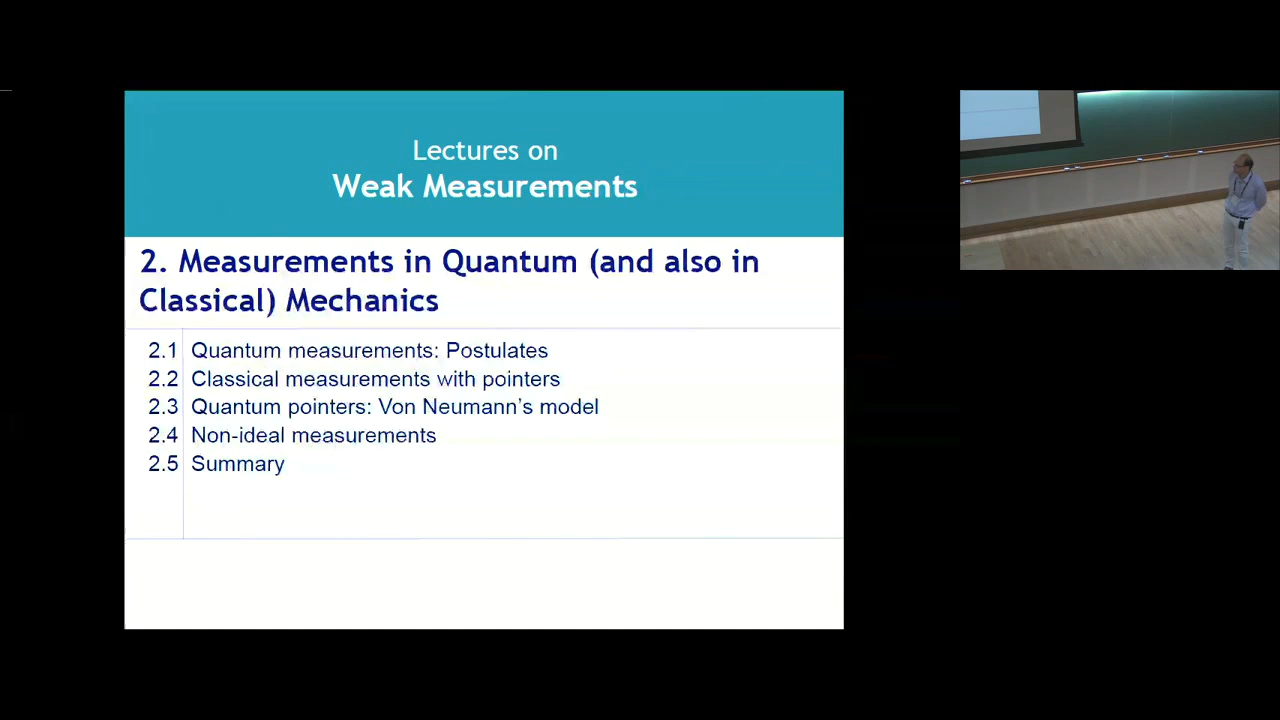 Lectures on
Weak Measurements
2. Measurements in Quantum (and also in
Classical) Mechanics
2.1 Quantum measurements: Postulates
2.2 Classical measurements with pointers
2.3 Quantum pointers: Von Neumann’s model
2.4 Non-ideal measurements
2.5 Summary